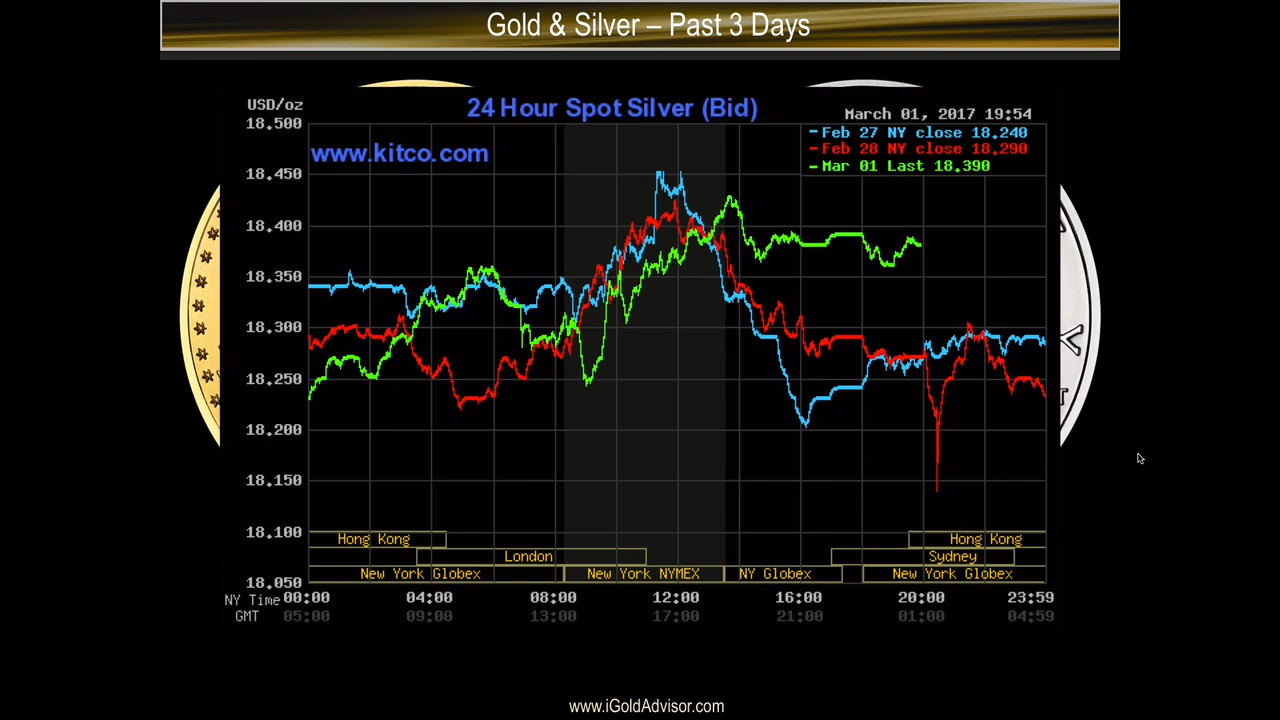 Gold & Silver – Past 3 Days
USD/oz
24 Hour Spot Silver (Bid)
March 01, 2017 19:54
18.500
Feb 27 NY close 18.240
www.kitco.com
Feb 28 NY close 18.290
Mar 01 Last 18.390
18.450
18.400
18.350
18.300
18.250
18.200
18.150
18.100
Hong Kong
Hong Kong
London
Sydney
New York Globex
New York NYMEX
NY Globex
New York Globex
18.050
NY Time 00:00 04:00 08:00 12:00 16:00 20:00 23:59
GMT 05:00 09:00 13:00 17:00 21:00 01:00 04:59
www.iGoldAdvisor.com